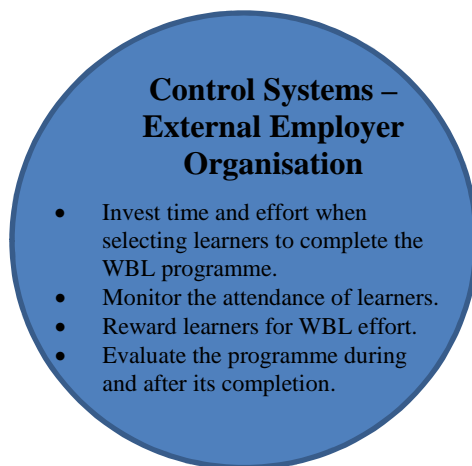 Control Systems –
External Employer
Organisation
• Invest time and effort when
selecting learners to complete the
WBL programme.
• Monitor the attendance of learners.
• Reward learners for WBL effort.
• Evaluate the programme during
and after its completion.